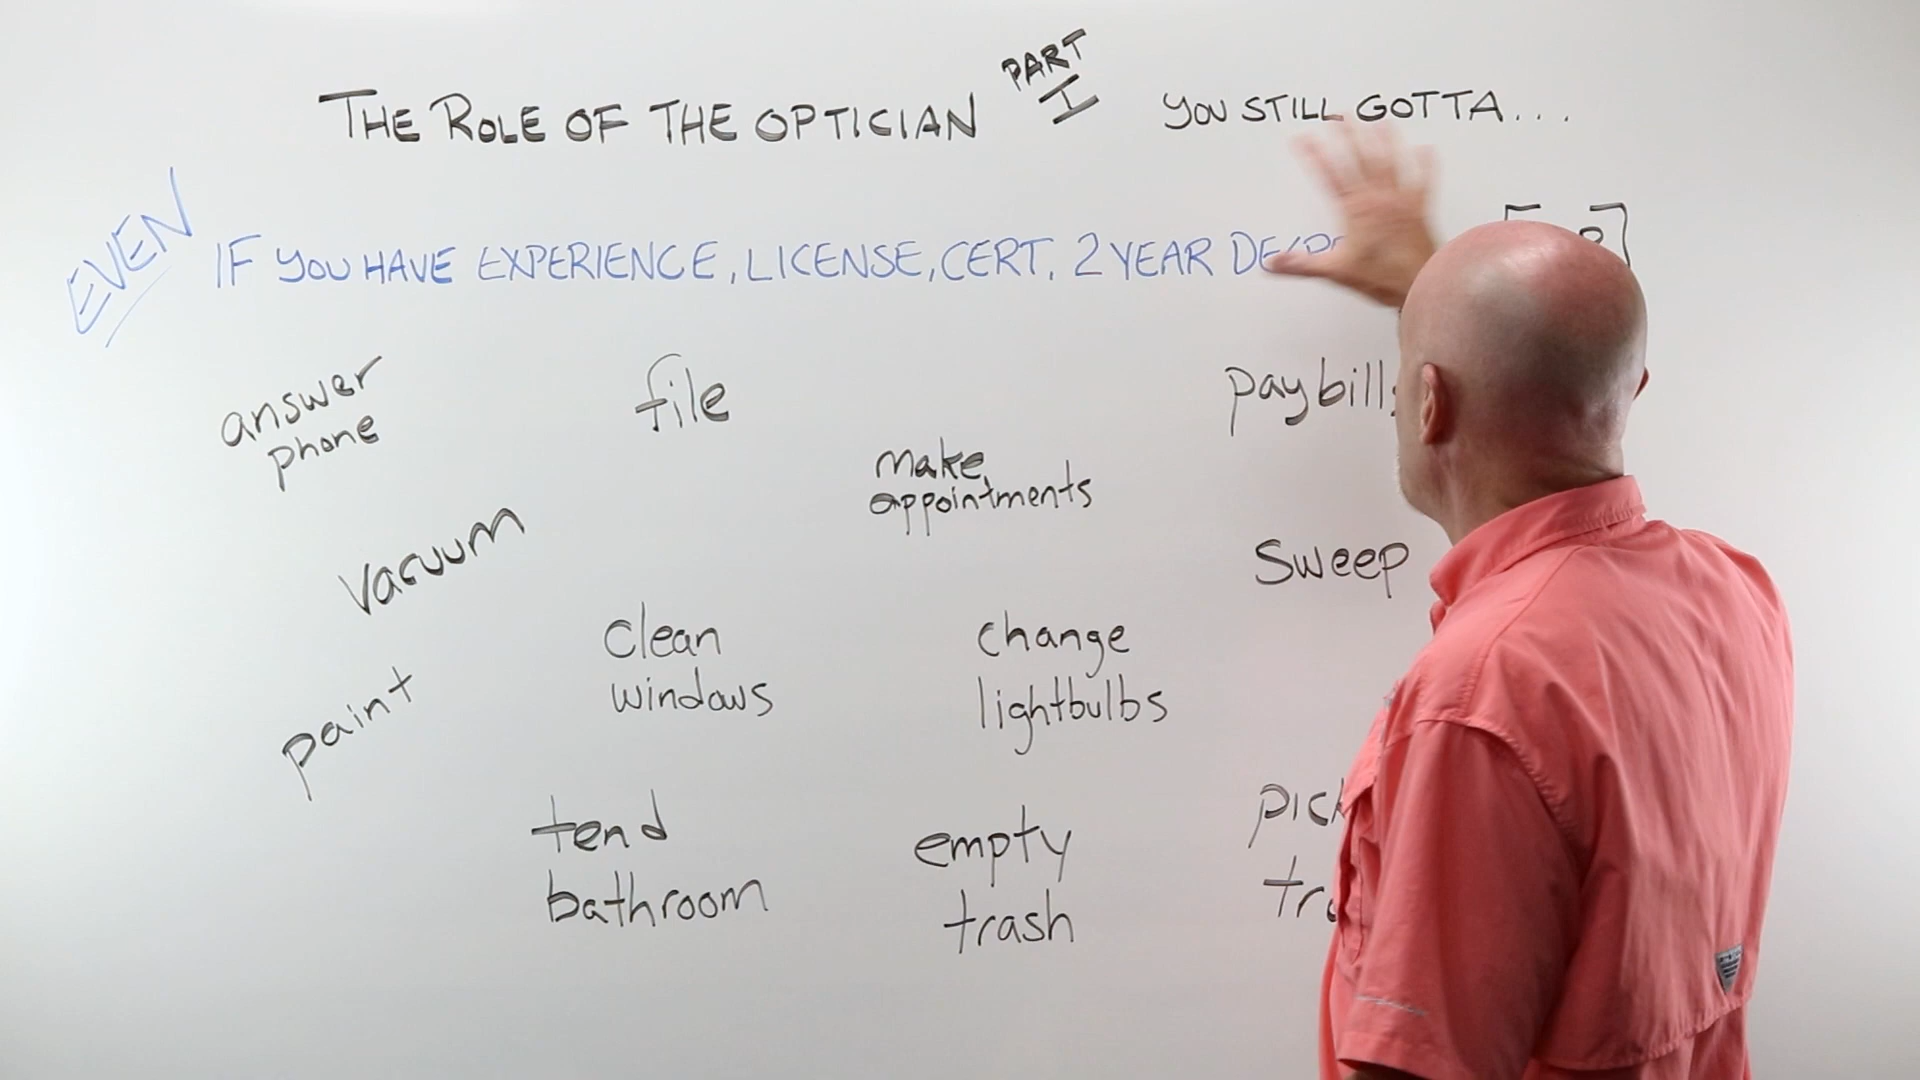 THE ROLE OF THE OPTICIAN
PART
I
YOU STILL GOTTA...
EVEN
IF YOU HAVE EXPERIENCE, LICENSE, CERT, 2 YEAR
answer
phone
file
make
appointments
pay bills
vacuum
sweep
clean
windows
change
lightbulbs
paint
tend
bathroom
empty
trash